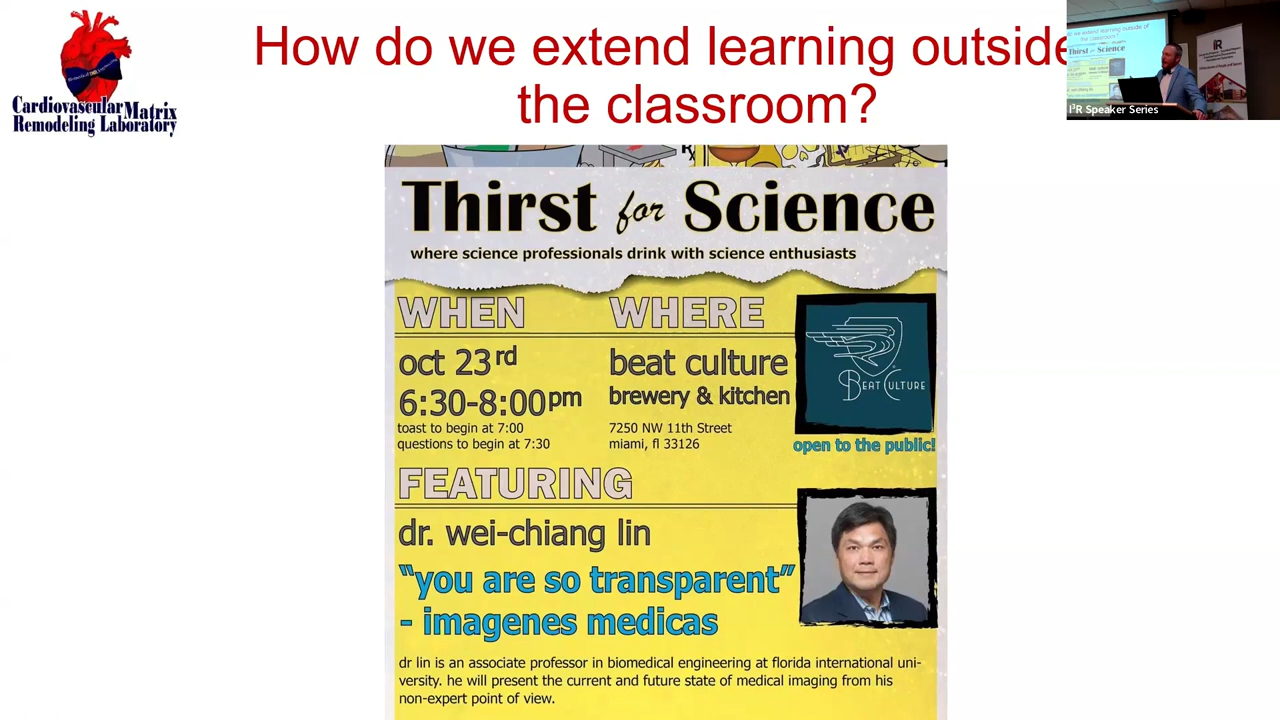 How do we extend learning outside
the classroom?
Cardiovascular Matrix
Remodeling Laboratory
I³R Speaker Series
Thirst for Science
where science professionals drink with science enthusiasts
WHEN
oct 23rd
6:30-8:00pm
toast to begin at 7:00
questions to begin at 7:30
WHERE
beat culture
brewery & kitchen
7250 NW 11th Street
miami, fl 33126
BEAT CULTURE
open to the public!
FEATURING
dr. wei-chiang lin
“you are so transparent”
- imagenes medicas
dr lin is an associate professor in biomedical engineering at florida international uni-
versity. he will present the current and future state of medical imaging from his
non-expert point of view.